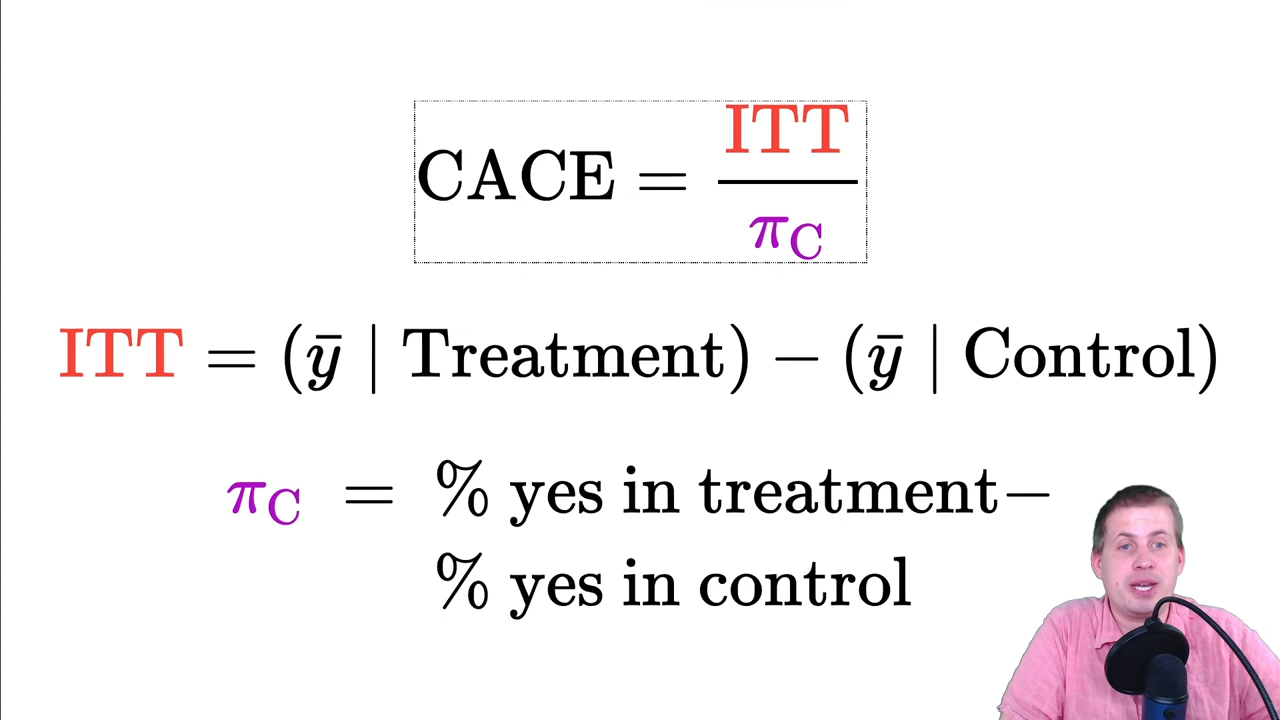 CACE = ITT / π_C
ITT = (ȳ | Treatment) − (ȳ | Control)
π_C = % yes in treatment−
% yes in control